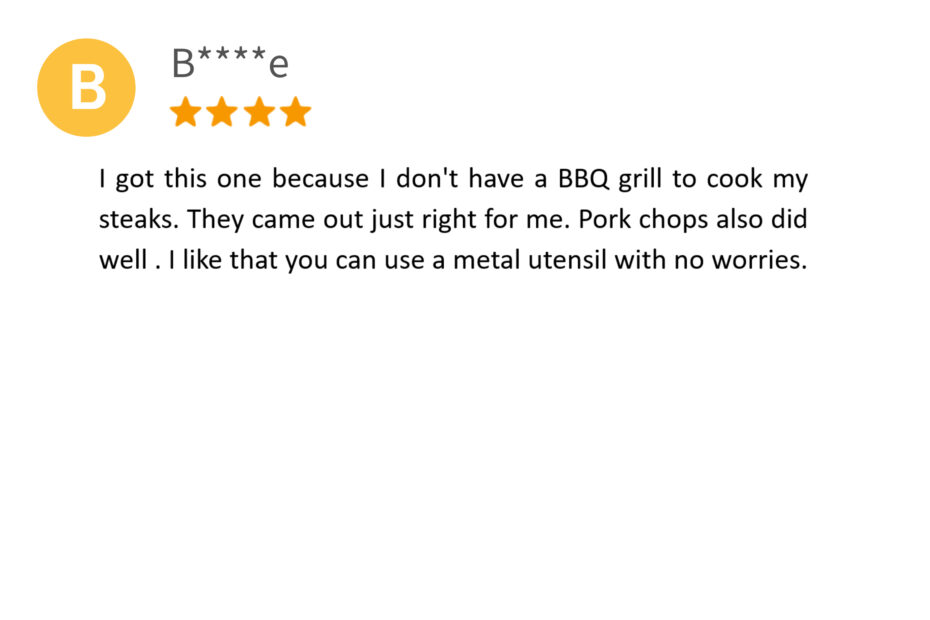 B
B****e
I got this one because I don't have a BBQ grill to cook my
steaks. They came out just right for me. Pork chops also did
well . I like that you can use a metal utensil with no worries.